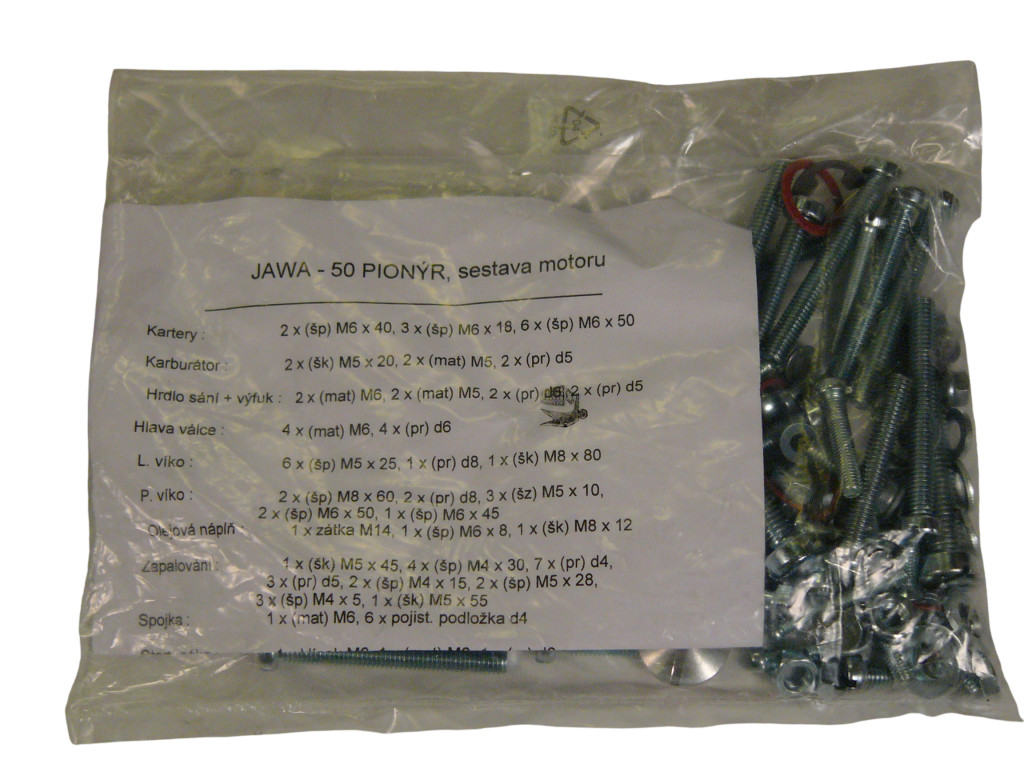 JAWA - 50 PIONÝR, sestava motoru
Kartery : 2 x (šp) M6 x 40, 3 x (šp) M6 x 18, 6 x (šp) M6 x 50
Karburátor : 2 x (šk) M5 x 20, 2 x (mat) M5, 2 x (pr) d5
Hrdlo sání + výfuk : 2 x (mat) M6, 2 x (mat) M5, 2 x (pr) d6, 2 x (pr) d5
Hlava válce : 4 x (mat) M6, 4 x (pr) d6
L. víko : 6 x (šp) M5 x 25, 1 x (pr) d8, 1 x (šk) M8 x 80
P. víko : 2 x (šp) M8 x 60, 2 x (pr) d8, 3 x (šz) M5 x 10,
2 x (šp) M6 x 50, 1 x (šp) M6 x 45
Olejová náplň : 1 x zátka M14, 1 x (šp) M6 x 8, 1 x (šk) M8 x 12
Zapalování : 1 x (šk) M5 x 45, 4 x (šp) M4 x 30, 7 x (pr) d4,
3 x (pr) d5, 2 x (šp) M4 x 15, 2 x (šp) M5 x 28,
3 x (šp) M4 x 5, 1 x (šk) M5 x 55
Spojka : 1 x (mat) M6, 6 x pojist. podložka d4